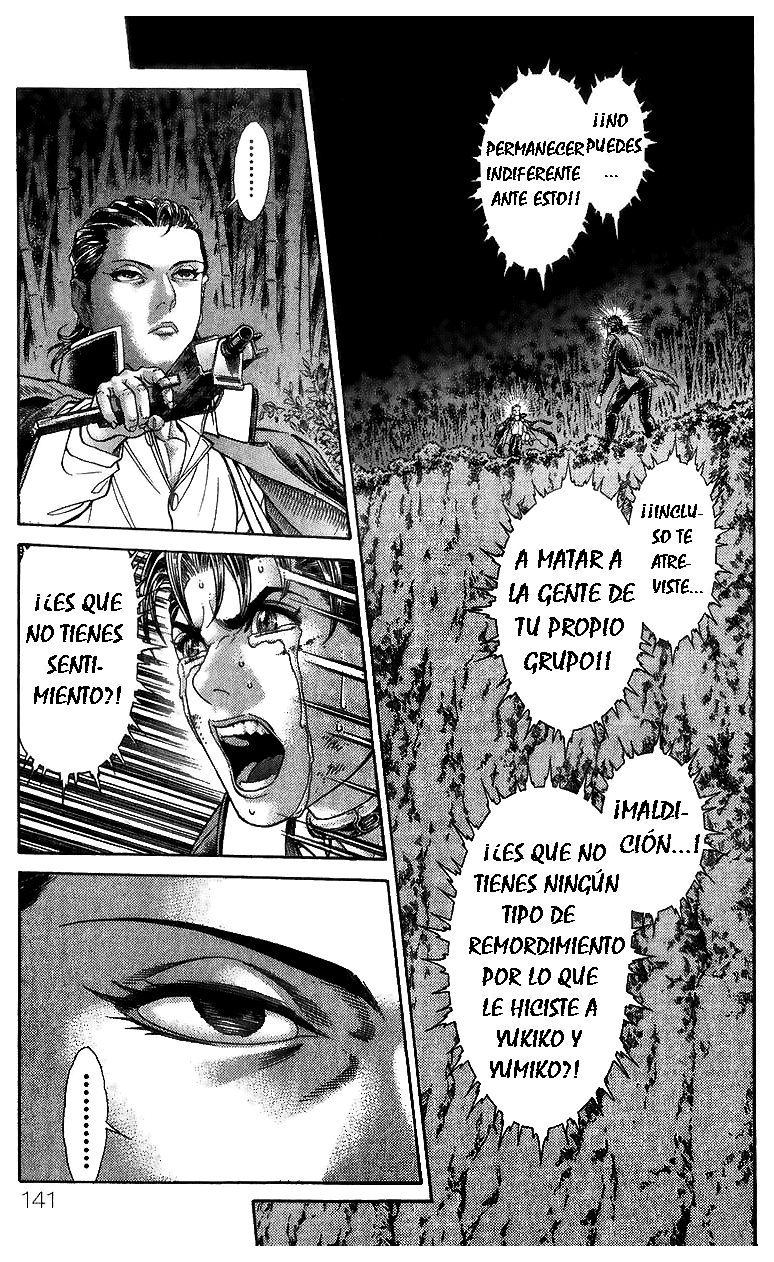 ¡¡NO
PUEDES
...
PERMANECER
INDIFERENTE
ANTE ESTO¡¡
¡¡INCLU-
SO TE
ATRE-
VISTE...
A MATAR A
LA GENTE DE
TU PROPIO
GRUPO¡¡
¡MALDI-
CIÓN...¡
¡¿ES QUE NO
TIENES NINGÚN
TIPO DE
REMORDIMIENTO
POR LO QUE
LE HICISTE A
YUKIKO Y
YUMIKO?!
........
¡¿ES QUE
NO TIENES
SENTI-
MIENTO?!
..........
141